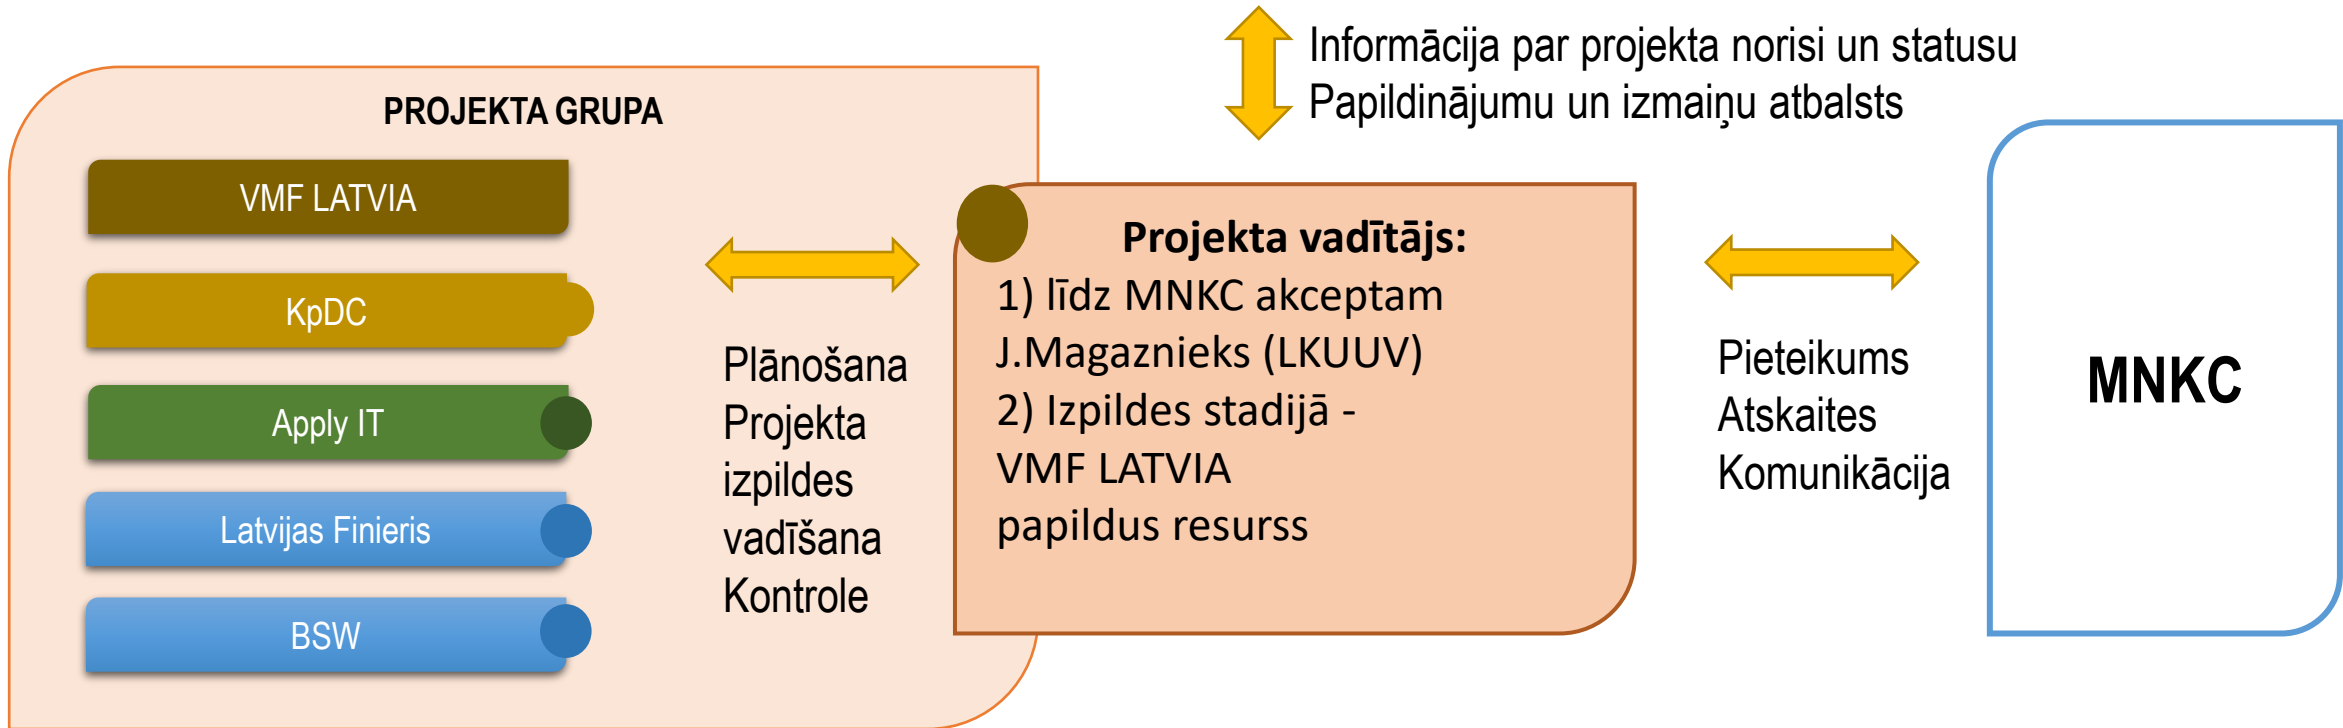 Informācija par projekta norisi un statusu
Papildinājumu un izmaiņu atbalsts
PROJEKTA GRUPA
VMF LATVIA
KpDC
Apply IT
Latvijas Finieris
BSW
Plānošana
Projekta
izpildes
vadīšana
Kontrole
Projekta vadītājs:
1) līdz MNKC akceptam
J.Magaznieks (LKUUV)
2) Izpildes stadijā -
VMF LATVIA
papildus resurss
Pieteikums
Atskaites
Komunikācija
MNKC